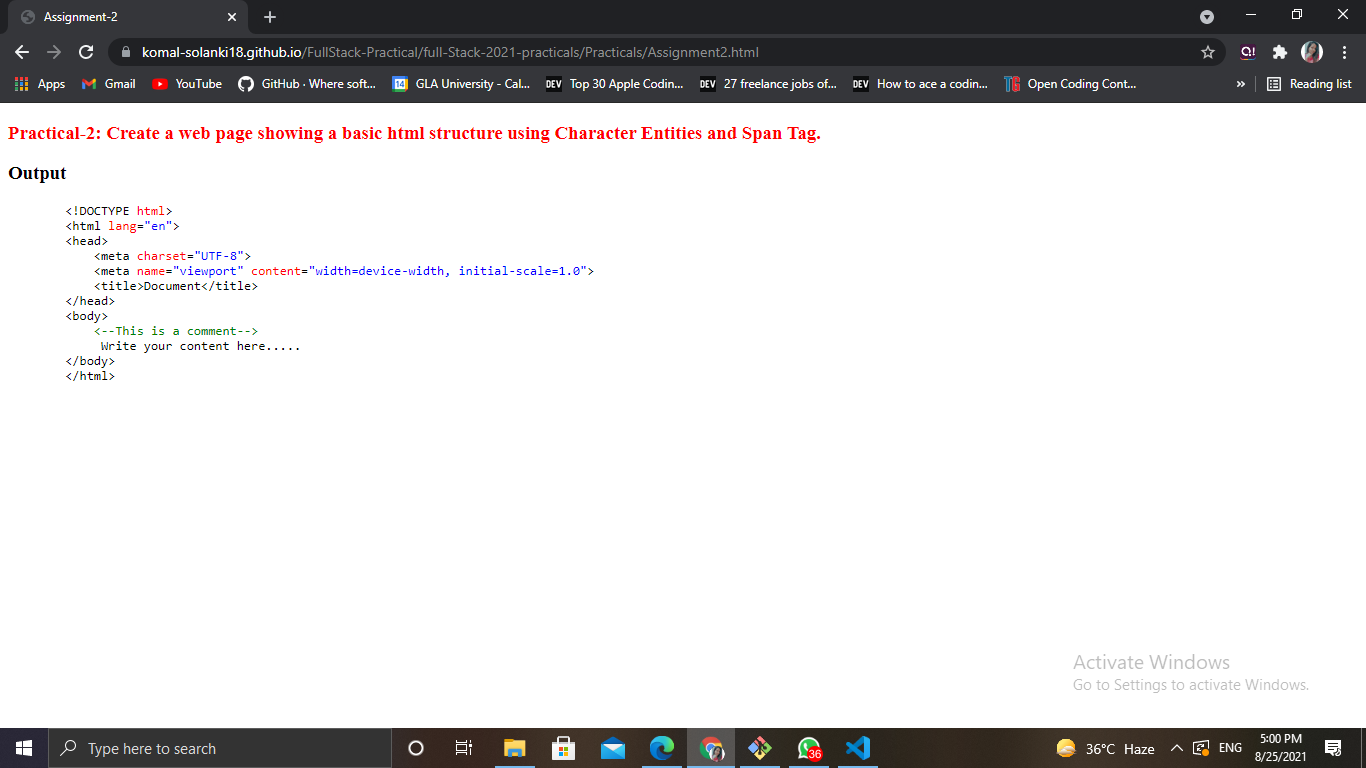 Assignment-2
komal-solanki18.github.io/FullStack-Practical/full-Stack-2021-practicals/Practicals/Assignment2.html
Apps Gmail YouTube GitHub · Where soft... 14 GLA University - Cal... DEV Top 30 Apple Codin... DEV 27 freelance jobs of... DEV How to ace a codin... TG Open Coding Cont... » Reading list
Practical-2: Create a web page showing a basic html structure using Character Entities and Span Tag.
Output
<!DOCTYPE html>
<html lang="en">
<head>
    <meta charset="UTF-8">
    <meta name="viewport" content="width=device-width, initial-scale=1.0">
    <title>Document</title>
</head>
<body>
    <--This is a comment-->
     Write your content here.....
</body>
</html>
Activate Windows
Go to Settings to activate Windows.
Type here to search 36 36°C Haze ENG 5:00 PM
8/25/2021